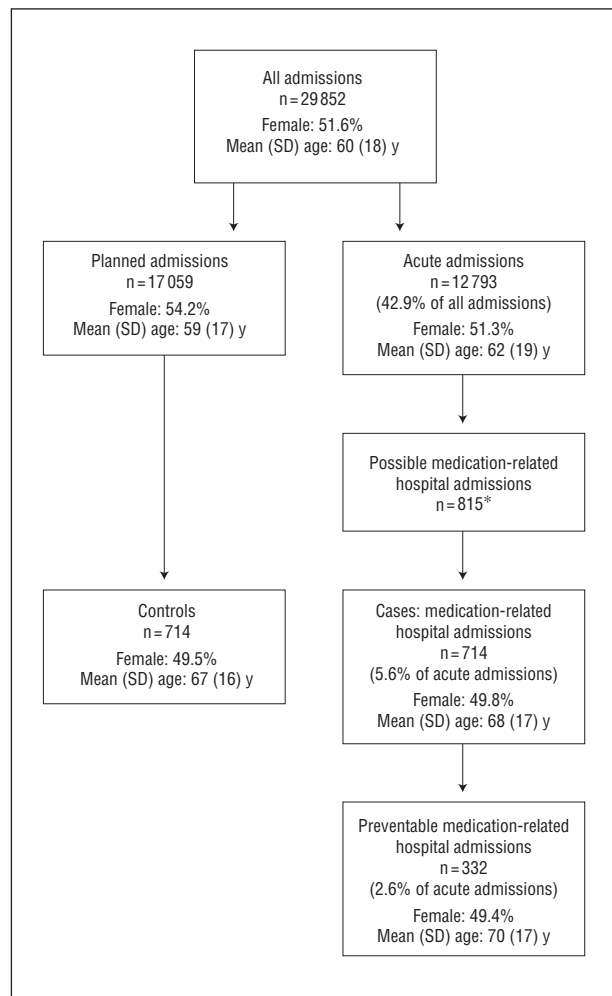 All admissions
n = 29 852
Female: 51.6%
Mean (SD) age: 60 (18) y
Planned admissions
n = 17 059
Female: 54.2%
Mean (SD) age: 59 (17) y
Acute admissions
n = 12 793
(42.9% of all admissions)
Female: 51.3%
Mean (SD) age: 62 (19) y
Possible medication-related
hospital admissions
n = 815*
Controls
n = 714
Female: 49.5%
Mean (SD) age: 67 (16) y
Cases: medication-related
hospital admissions
n = 714
(5.6% of acute admissions)
Female: 49.8%
Mean (SD) age: 68 (17) y
Preventable medication-related
hospital admissions
n = 332
(2.6% of acute admissions)
Female: 49.4%
Mean (SD) age: 70 (17) y